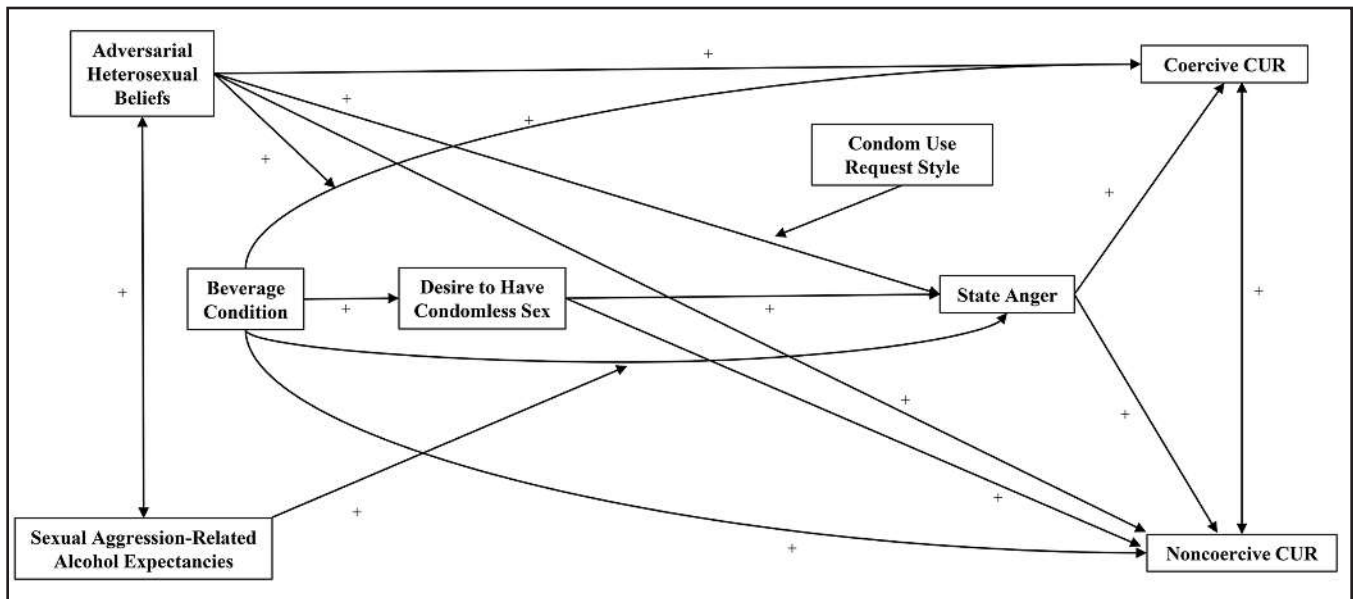 Adversarial
Heterosexual
Beliefs
+
Coercive CUR
+
+
+
Condom Use
Request Style
+
+
Beverage
Condition
+
Desire to Have
Condomless Sex
+
State Anger
+
+
+
+
+
Sexual Aggression-Related
Alcohol Expectancies
+
+
Noncoercive CUR